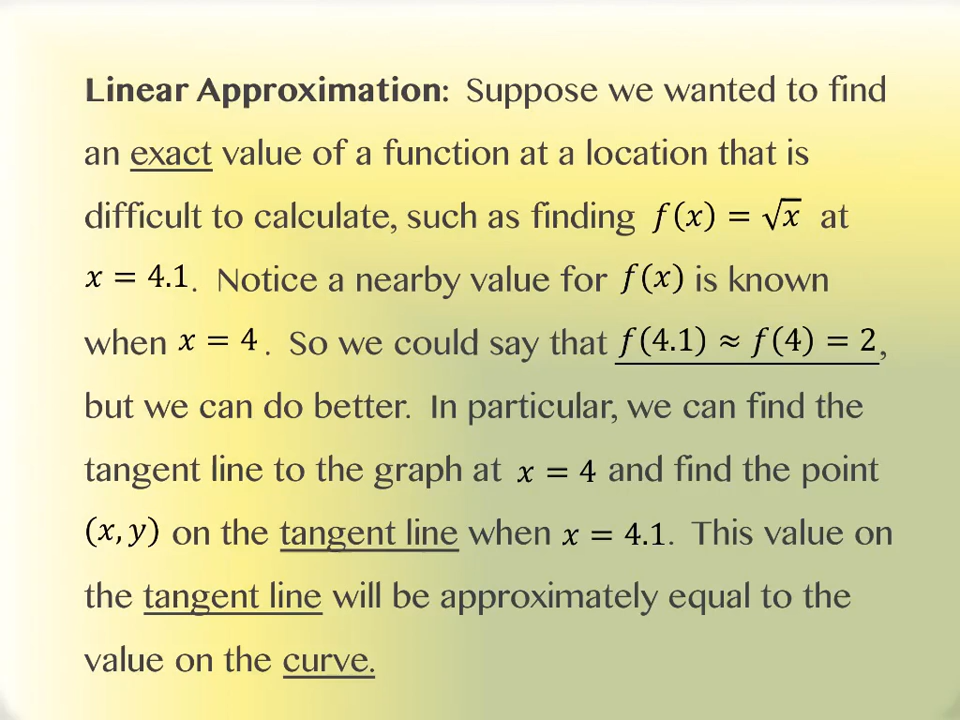 Linear Approximation: Suppose we wanted to find
an exact value of a function at a location that is
difficult to calculate, such as finding f(x) = √x at
x = 4.1. Notice a nearby value for f(x) is known
when x = 4. So we could say that f(4.1) ≈ f(4) = 2,
but we can do better. In particular, we can find the
tangent line to the graph at x = 4 and find the point
(x, y) on the tangent line when x = 4.1. This value on
the tangent line will be approximately equal to the
value on the curve.